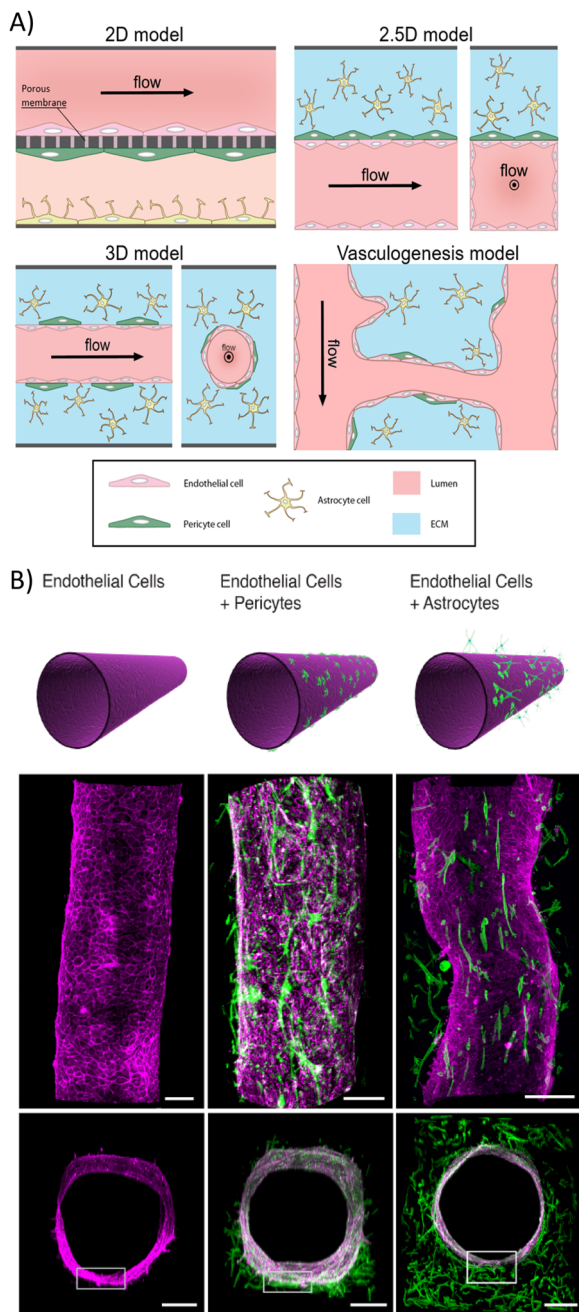 A)
2D model
2.5D model
Porous
membrane
flow
flow
flow
3D model
Vasculogenesis model
flow
flow
flow
Endothelial cell
Pericyte cell
Astrocyte cell
Lumen
ECM
B)
Endothelial Cells
Endothelial Cells
+ Pericytes
Endothelial Cells
+ Astrocytes